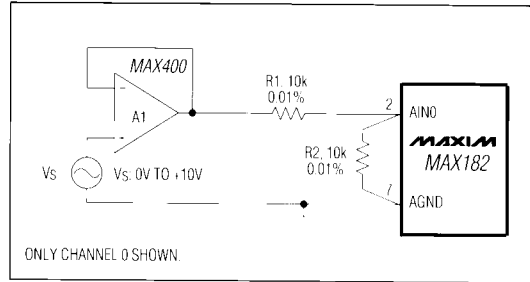 MAX400
A1
R1, 10k
0.01%
2
AIN0
MAXIM
MAX182
R2, 10k
0.01%
VS
VS: 0V TO +10V
AGND
ONLY CHANNEL 0 SHOWN.